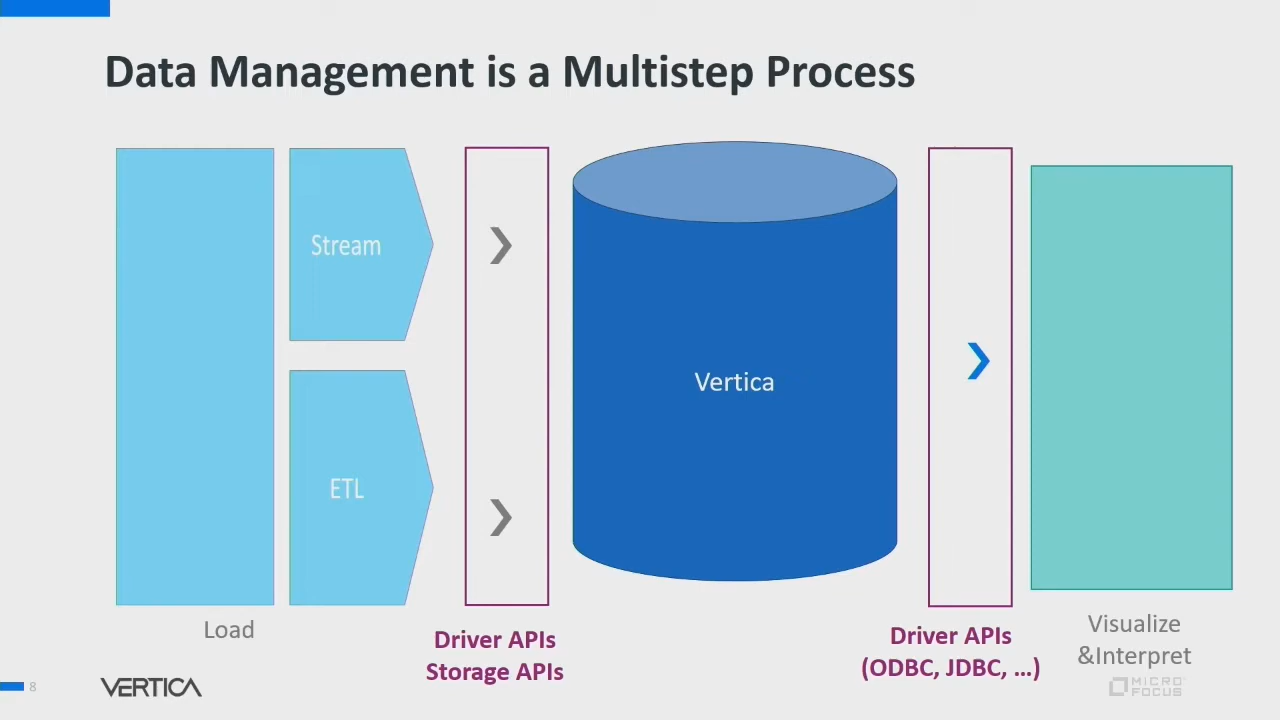 Data Management is a Multistep Process
Stream
ETL
Load
Driver APIs
Storage APIs
Vertica
Driver APIs
(ODBC, JDBC, ...)
Visualize
&Interpret
8
VERTICA
MICRO
FOCUS